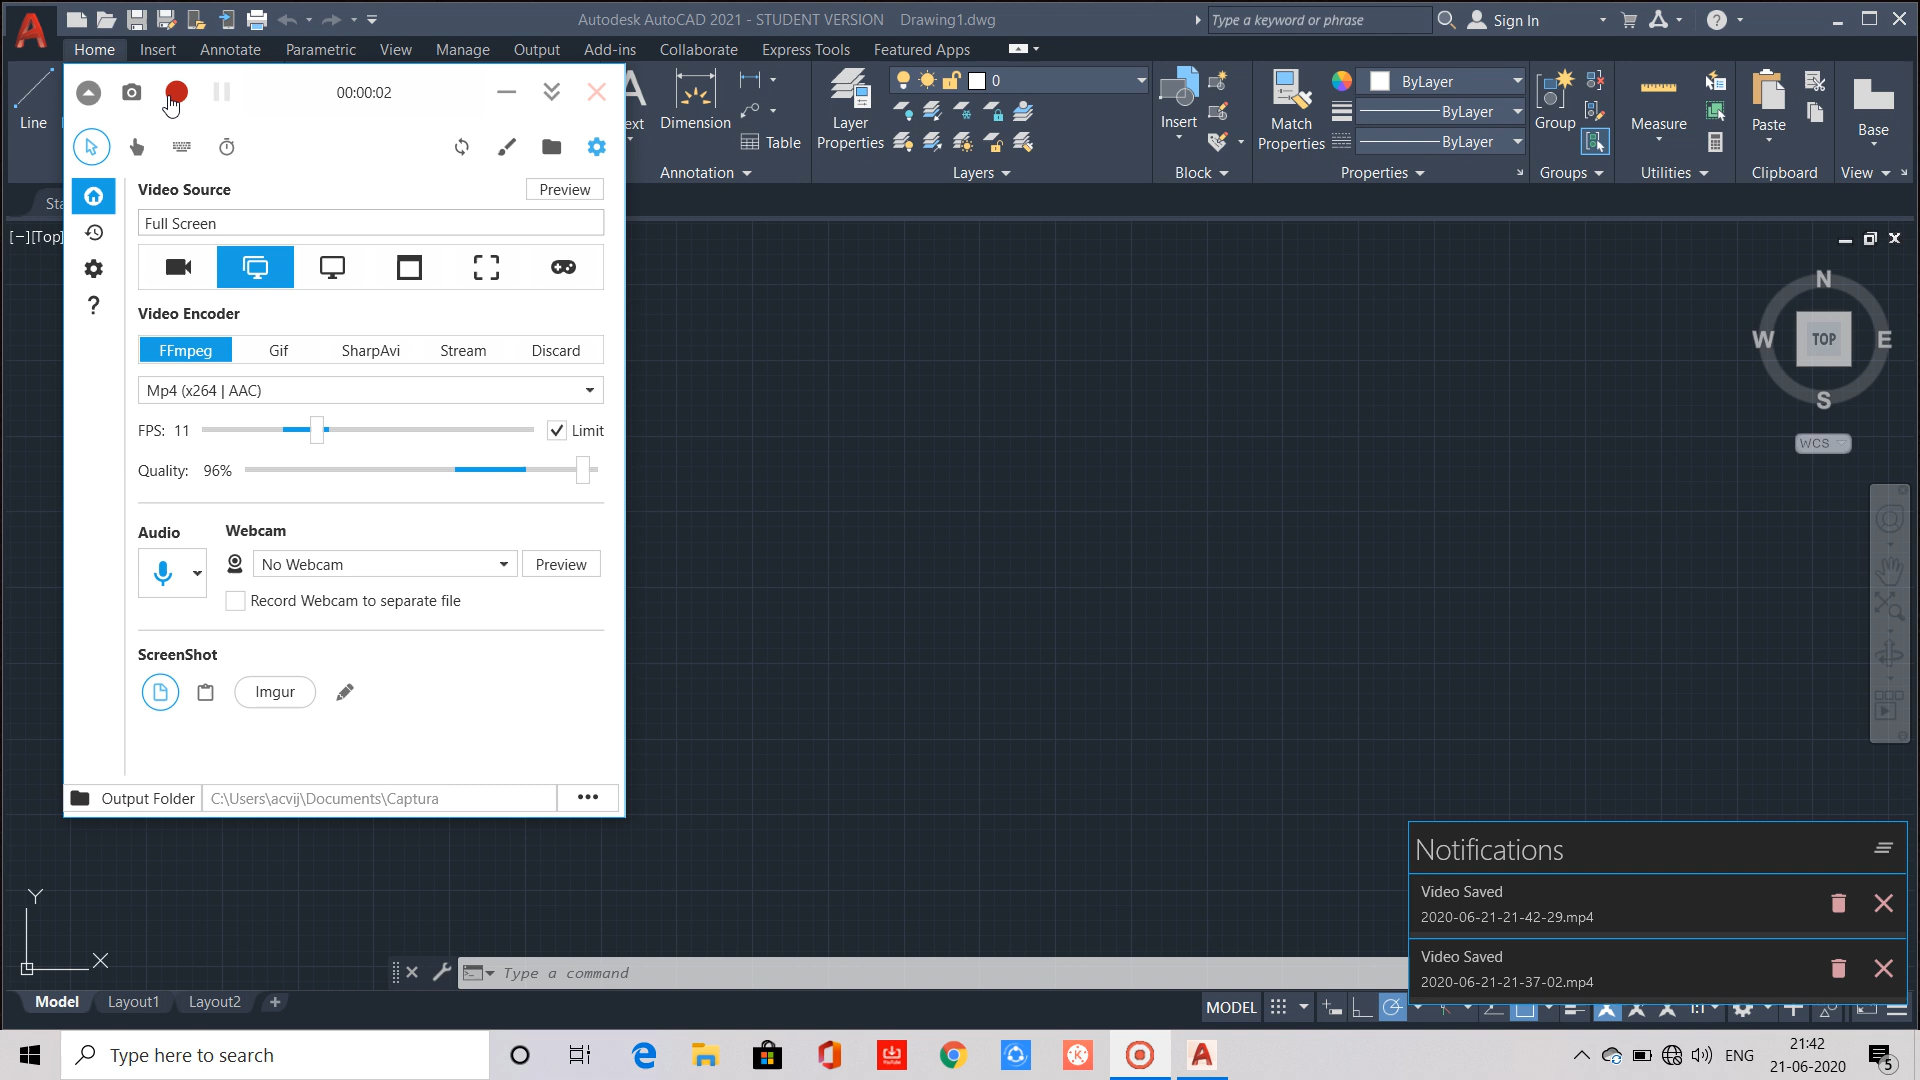 Autodesk AutoCAD 2021 - STUDENT VERSION Drawing1.dwg
Type a keyword or phrase
Sign In
Home Insert Annotate Parametric View Manage Output Add-ins Collaborate Express Tools Featured Apps
Line
00:00:02
ext
Dimension
Table
Annotation
Layer
Properties
0
Layers
Insert
Block
Match
Properties
ByLayer
ByLayer
ByLayer
Properties
Group
Groups
Measure
Utilities
Paste
Clipboard
Base
View
Sta
[−][Top]
Video Source
Preview
Full Screen
Video Encoder
FFmpeg Gif SharpAvi Stream Discard
Mp4 (x264 | AAC)
FPS: 11
Limit
Quality: 96%
Audio
Webcam
No Webcam
Preview
Record Webcam to separate file
ScreenShot
Imgur
Output Folder C:\Users\acvij\Documents\Captura
N
W TOP E
S
WCS
Notifications
Video Saved
2020-06-21-21-42-29.mp4
Video Saved
2020-06-21-21-37-02.mp4
Y
X
Type a command
Model Layout1 Layout2
MODEL
1:1
Type here to search
ENG
21:42
21-06-2020
5